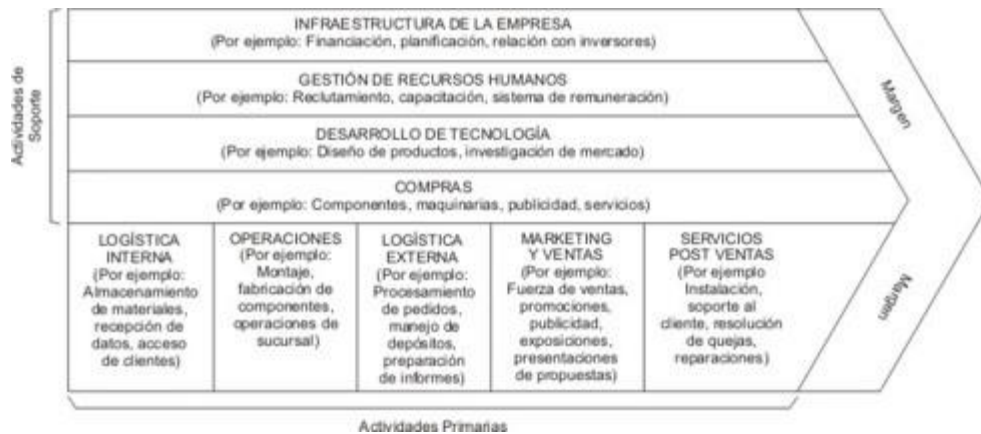 INFRAESTRUCTURA DE LA EMPRESA
(Por ejemplo: Financiación, planificación, relación con inversores)
GESTIÓN DE RECURSOS HUMANOS
(Por ejemplo: Reclutamiento, capacitación, sistema de remuneración)
DESARROLLO DE TECNOLOGÍA
(Por ejemplo: Diseño de productos, investigación de mercado)
COMPRAS
(Por ejemplo: Componentes, maquinarias, publicidad, servicios)
Actividades de
Soporte
LOGÍSTICA
INTERNA
(Por ejemplo:
Almacenamiento
de materiales,
recepción de
datos, acceso
de clientes)
OPERACIONES
(Por ejemplo:
Montaje,
fabricación de
componentes,
operaciones de
sucursal)
LOGÍSTICA
EXTERNA
(Por ejemplo:
Procesamiento
de pedidos,
manejo de
depósitos,
preparación
de informes)
MARKETING
Y VENTAS
(Por ejemplo:
Fuerza de ventas,
promociones,
publicidad,
exposiciones,
presentaciones
de propuestas)
SERVICIOS
POST VENTAS
(Por ejemplo
Instalación,
soporte al
cliente, resolución
de quejas,
reparaciones)
Margen
Margen
Actividades Primarias